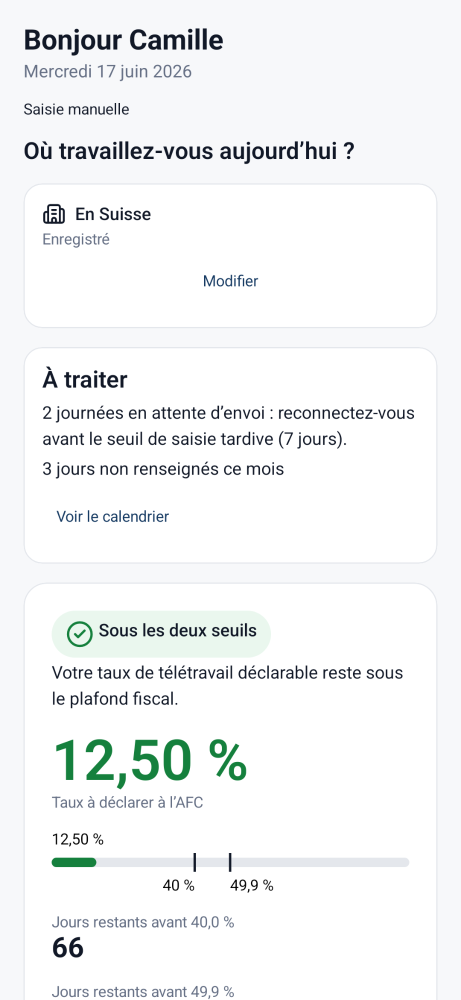 Bonjour Camille
Mercredi 17 juin 2026
Saisie manuelle
Où travaillez-vous aujourd’hui ?
En Suisse
Enregistré
Modifier
À traiter
2 journées en attente d’envoi : reconnectez-vous
avant le seuil de saisie tardive (7 jours).
3 jours non renseignés ce mois
Voir le calendrier
Sous les deux seuils
Votre taux de télétravail déclarable reste sous
le plafond fiscal.
12,50 %
Taux à déclarer à l’AFC
12,50 %
40 % 49,9 %
Jours restants avant 40,0 %
66
Jours restants avant 49,9 %